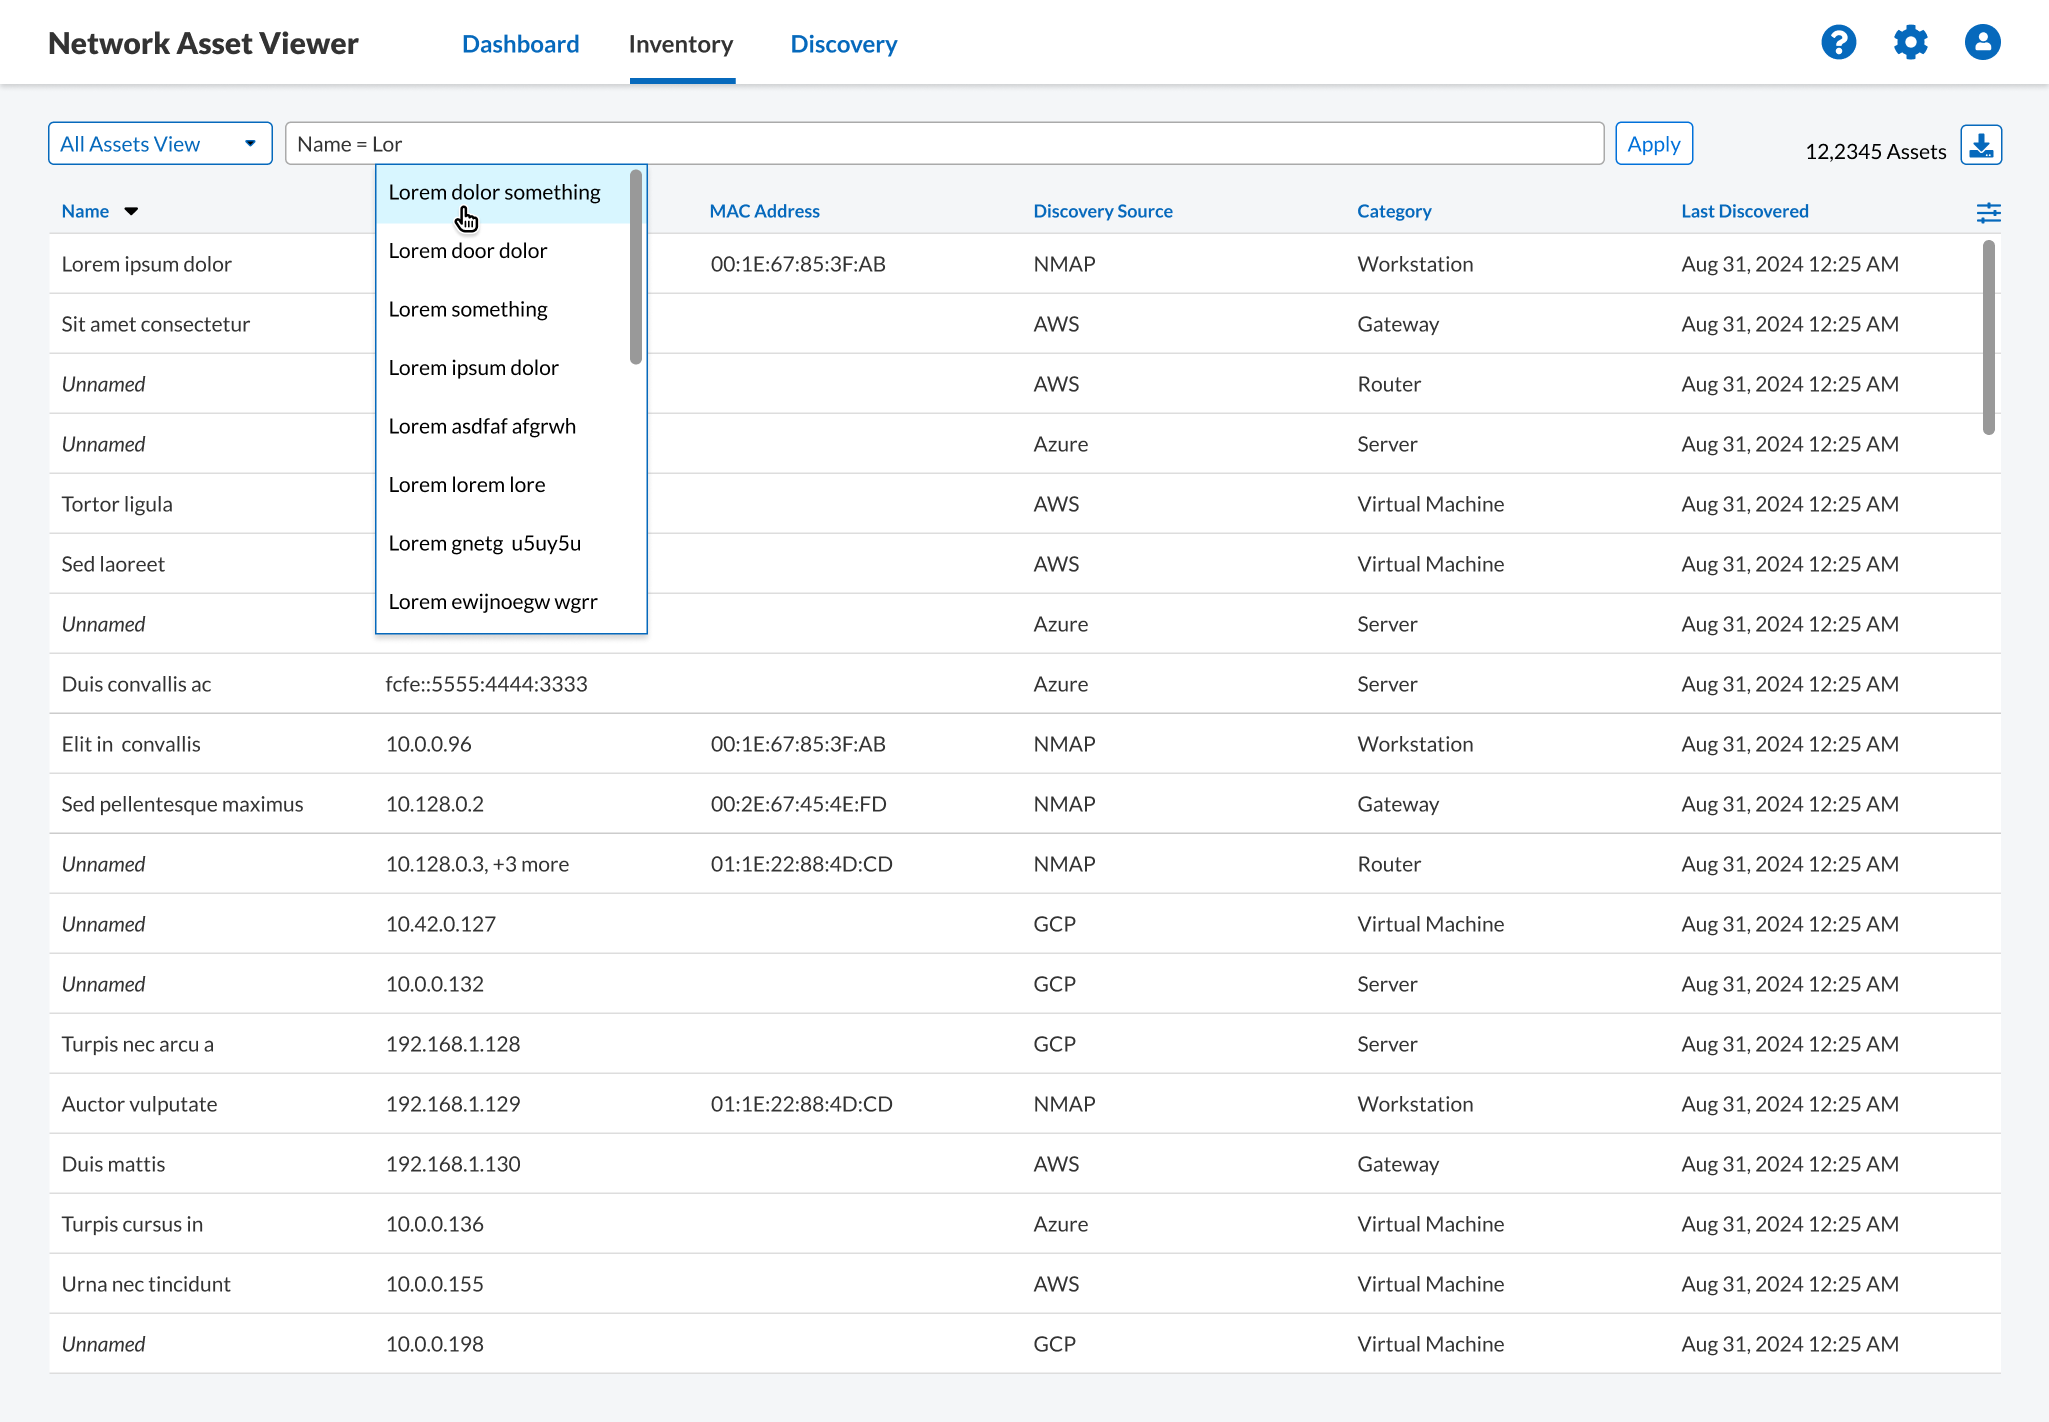 Network Asset Viewer Dashboard Inventory Discovery
All Assets View Name = Lor Apply 12,2345 Assets
Name MAC Address Discovery Source Category Last Discovered
Lorem dolor something
Lorem door dolor
Lorem something
Lorem ipsum dolor
Lorem asdfaf afgrwh
Lorem lorem lore
Lorem gnetg u5uy5u
Lorem ewijnoegw wgrr
Lorem ipsum dolor 00:1E:67:85:3F:AB NMAP Workstation Aug 31, 2024 12:25 AM
Sit amet consectetur AWS Gateway Aug 31, 2024 12:25 AM
Unnamed AWS Router Aug 31, 2024 12:25 AM
Unnamed Azure Server Aug 31, 2024 12:25 AM
Tortor ligula AWS Virtual Machine Aug 31, 2024 12:25 AM
Sed laoreet AWS Virtual Machine Aug 31, 2024 12:25 AM
Unnamed Azure Server Aug 31, 2024 12:25 AM
Duis convallis ac fcfe::5555:4444:3333 Azure Server Aug 31, 2024 12:25 AM
Elit in convallis 10.0.0.96 00:1E:67:85:3F:AB NMAP Workstation Aug 31, 2024 12:25 AM
Sed pellentesque maximus 10.128.0.2 00:2E:67:45:4E:FD NMAP Gateway Aug 31, 2024 12:25 AM
Unnamed 10.128.0.3, +3 more 01:1E:22:88:4D:CD NMAP Router Aug 31, 2024 12:25 AM
Unnamed 10.42.0.127 GCP Virtual Machine Aug 31, 2024 12:25 AM
Unnamed 10.0.0.132 GCP Server Aug 31, 2024 12:25 AM
Turpis nec arcu a 192.168.1.128 GCP Server Aug 31, 2024 12:25 AM
Auctor vulputate 192.168.1.129 01:1E:22:88:4D:CD NMAP Workstation Aug 31, 2024 12:25 AM
Duis mattis 192.168.1.130 AWS Gateway Aug 31, 2024 12:25 AM
Turpis cursus in 10.0.0.136 Azure Virtual Machine Aug 31, 2024 12:25 AM
Urna nec tincidunt 10.0.0.155 AWS Virtual Machine Aug 31, 2024 12:25 AM
Unnamed 10.0.0.198 GCP Virtual Machine Aug 31, 2024 12:25 AM